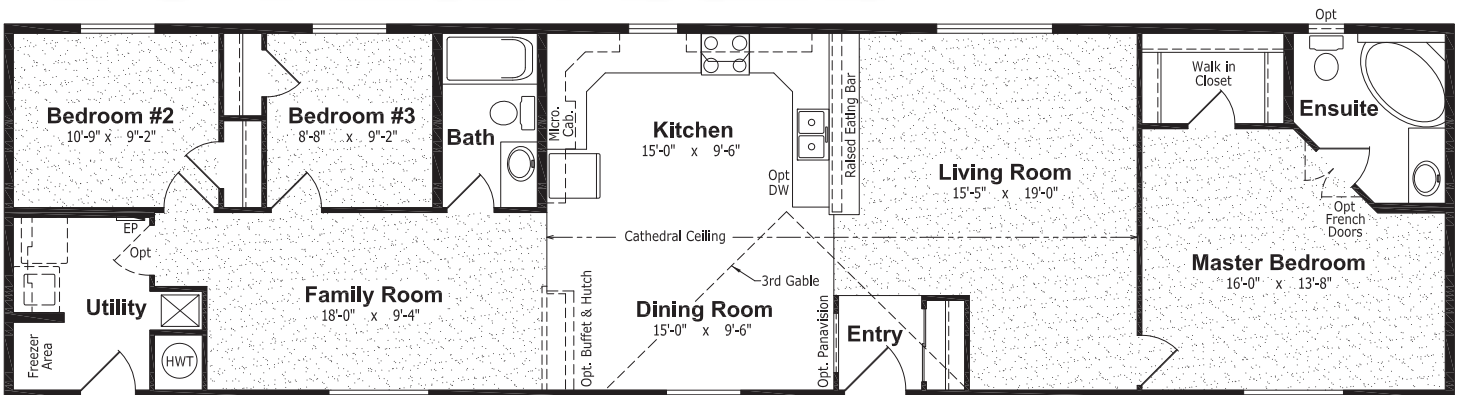 Opt
Bedroom #2
10'-9" x 9'-2"
Bedroom #3
8'-8" x 9'-2"
Bath
Micro.
Cab.
Kitchen
15'-0" x 9'-6"
Opt
DW
Raised Eating Bar
Living Room
15'-5" x 19'-0"
Walk in
Closet
Ensuite
Opt
French
Doors
EP
Opt
Utility
Freezer
Area
HWT
Family Room
18'-0" x 9'-4"
Cathedral Ceiling
Opt. Buffet & Hutch
3rd Gable
Dining Room
15'-0" x 9'-6"
Opt. Panavision
Entry
Master Bedroom
16'-0" x 13'-8"